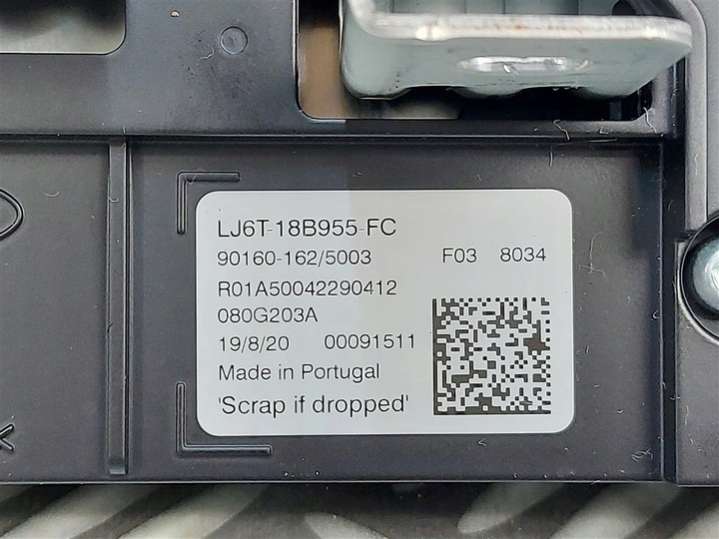 LJ6T-18B955-FC
90160-162/5003 F03 8034
R01A50042290412
080G203A
19/8/20 00091511
Made in Portugal
'Scrap if dropped'